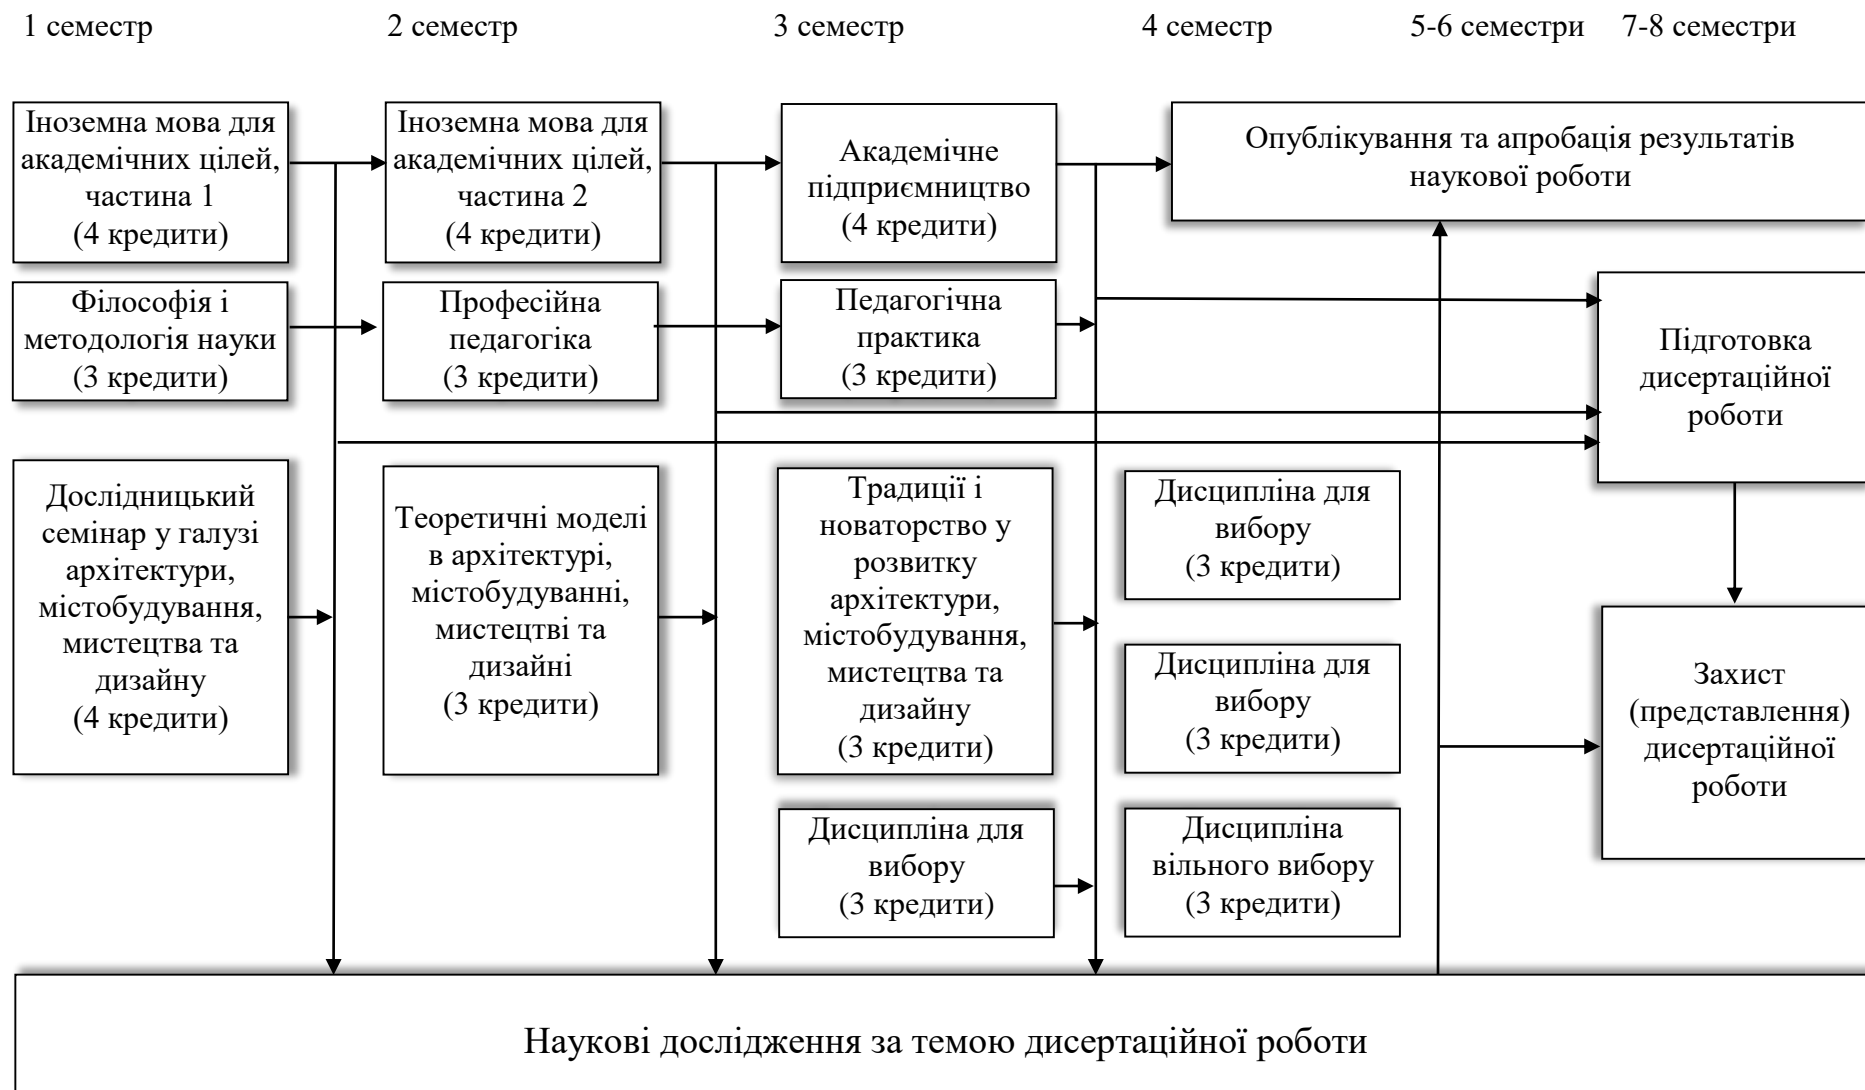 1 семестр
2 семестр
3 семестр
4 семестр
5-6 семестри
7-8 семестри
Іноземна мова для
академічних цілей,
частина 1
(4 кредити)
Іноземна мова для
академічних цілей,
частина 2
(4 кредити)
Академічне
підприємництво
(4 кредити)
Опублікування та апробація результатів
наукової роботи
Філософія і
методологія науки
(3 кредити)
Професійна
педагогіка
(3 кредити)
Педагогічна
практика
(3 кредити)
Підготовка
дисертаційної
роботи
Дослідницький
семінар у галузі
архітектури,
містобудування,
мистецтва та
дизайну
(4 кредити)
Теоретичні моделі
в архітектурі,
містобудуванні,
мистецтві та
дизайні
(3 кредити)
Традиції і
новаторство у
розвитку
архітектури,
містобудування,
мистецтва та
дизайну
(3 кредити)
Дисципліна для
вибору
(3 кредити)
Дисципліна для
вибору
(3 кредити)
Захист
(представлення)
дисертаційної
роботи
Дисципліна для
вибору
(3 кредити)
Дисципліна
вільного вибору
(3 кредити)
Наукові дослідження за темою дисертаційної роботи